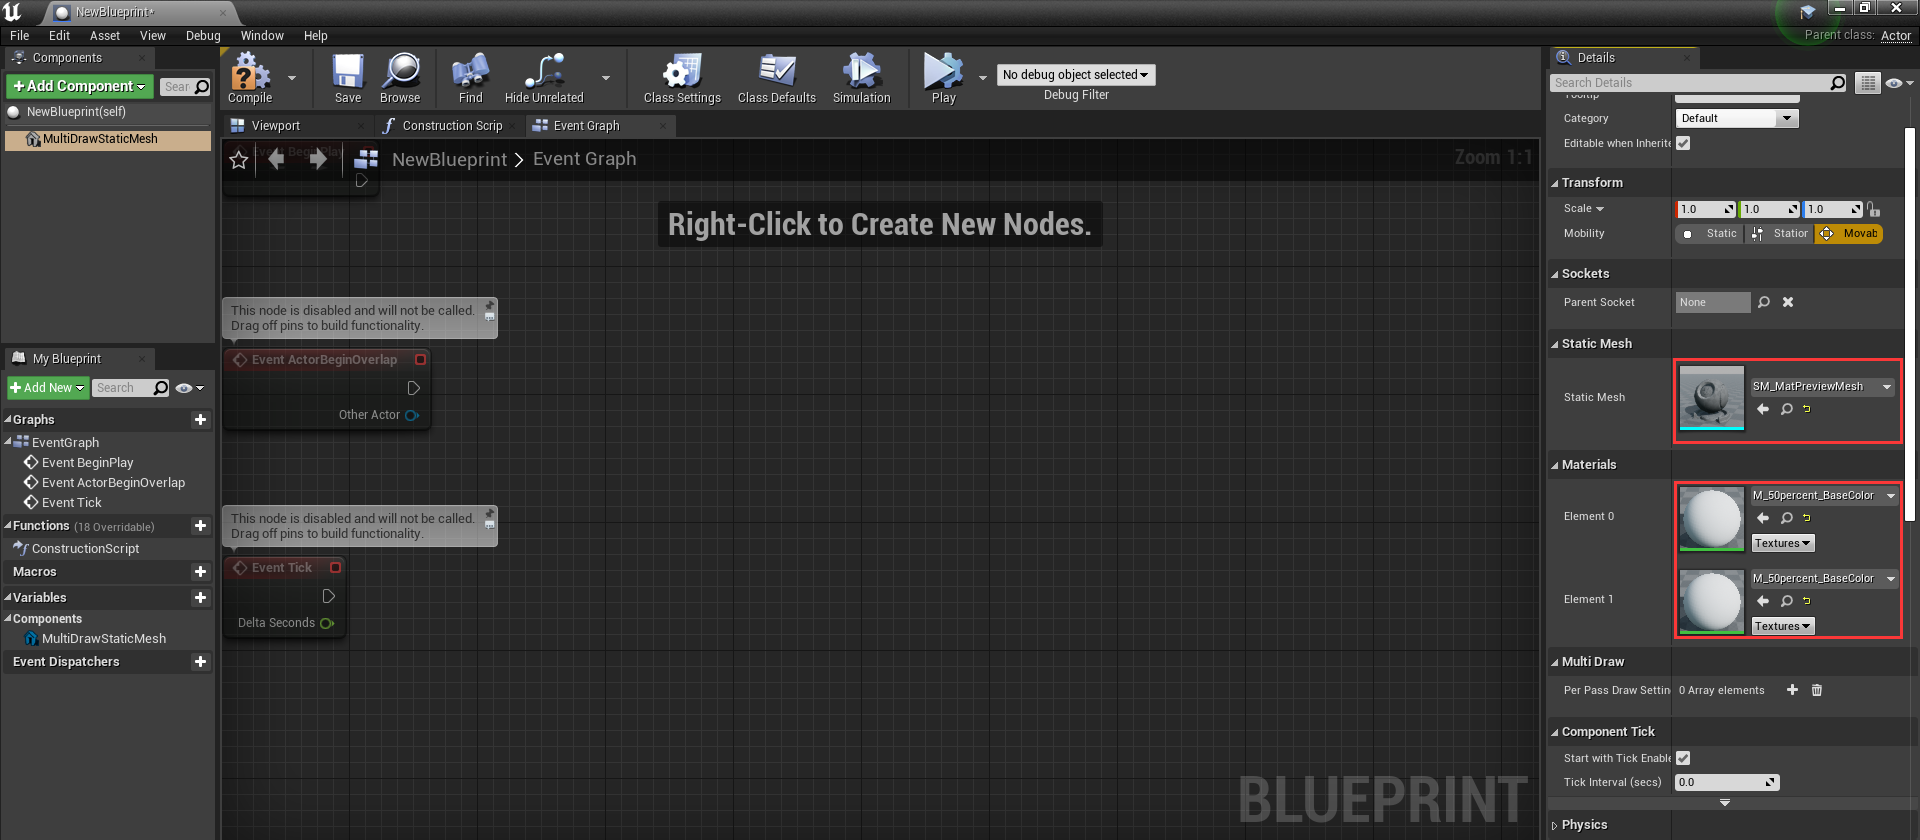 NewBlueprint*
File Edit Asset View Debug Window Help
Parent class: Actor
Components
+ Add Component
Sear
NewBlueprint(self)
MultiDrawStaticMesh
Compile
Save
Browse
Find
Hide Unrelated
Class Settings
Class Defaults
Simulation
Play
No debug object selected
Debug Filter
Viewport
Construction Scrip
Event Graph
Event BeginPlay
NewBlueprint > Event Graph
Zoom 1:1
Right-Click to Create New Nodes.
This node is disabled and will not be called.
Drag off pins to build functionality.
Event ActorBeginOverlap
Other Actor
This node is disabled and will not be called.
Drag off pins to build functionality.
Event Tick
Delta Seconds
BLUEPRINT
My Blueprint
+ Add New
Search
Graphs
EventGraph
Event BeginPlay
Event ActorBeginOverlap
Event Tick
Functions (18 Overridable)
ConstructionScript
Macros
Variables
Components
MultiDrawStaticMesh
Event Dispatchers
Details
Search Details
Tooltip
Category
Default
Editable when Inherite
Transform
Scale
1.0 1.0 1.0
Mobility
Static Statior Movab
Sockets
Parent Socket
None
Static Mesh
Static Mesh
SM_MatPreviewMesh
Materials
Element 0
M_50percent_BaseColor
Textures
Element 1
M_50percent_BaseColor
Textures
Multi Draw
Per Pass Draw Settin
0 Array elements
Component Tick
Start with Tick Enable
Tick Interval (secs)
0.0
Physics